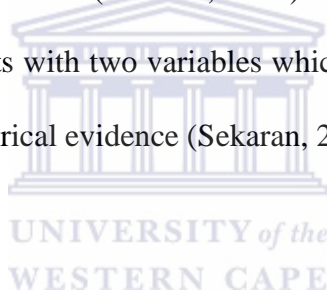 ts with two variables whic
rical evidence (Sekaran, 2
UNIVERSITY of the
WESTERN CAPE